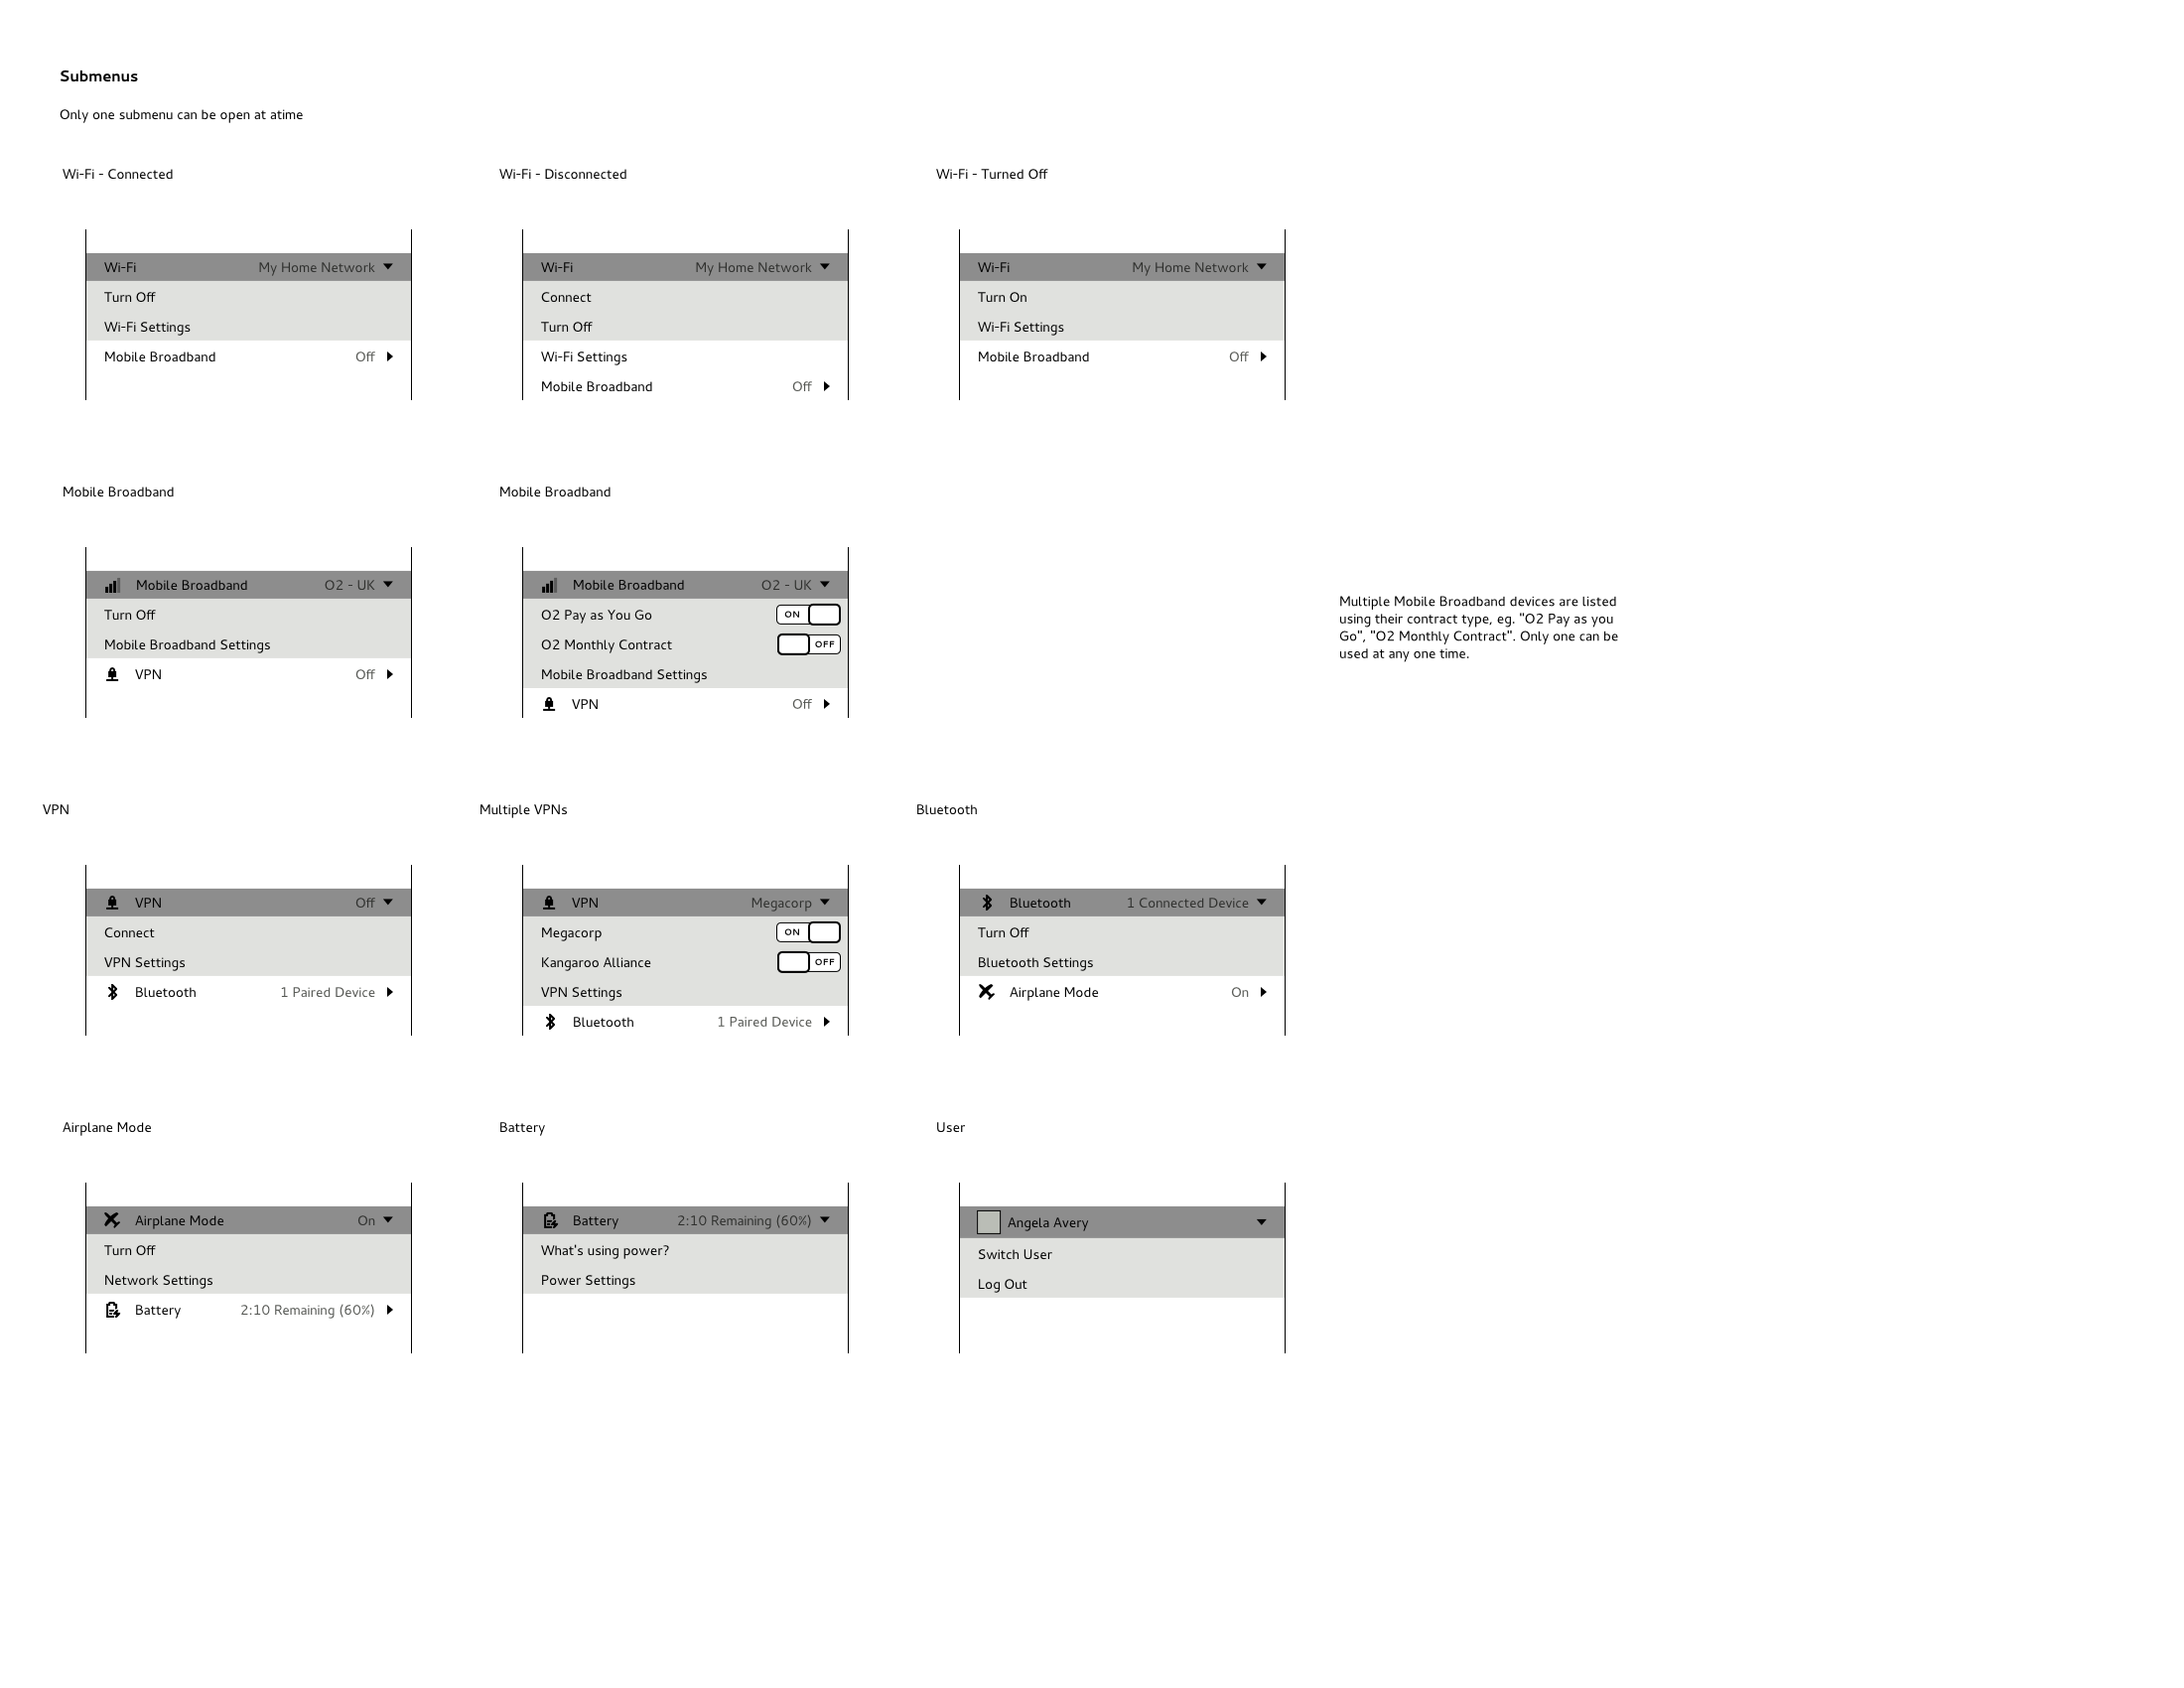 Submenus
Only one submenu can be open at atime
Wi-Fi - Connected
Wi-Fi My Home Network
Turn Off
Wi-Fi Settings
Mobile Broadband Off
Wi-Fi - Disconnected
Wi-Fi My Home Network
Connect
Turn Off
Wi-Fi Settings
Mobile Broadband Off
Wi-Fi - Turned Off
Wi-Fi My Home Network
Turn On
Wi-Fi Settings
Mobile Broadband Off
Mobile Broadband
Mobile Broadband O2 - UK
Turn Off
Mobile Broadband Settings
VPN Off
Mobile Broadband
Mobile Broadband O2 - UK
O2 Pay as You Go ON
O2 Monthly Contract OFF
Mobile Broadband Settings
VPN Off
Multiple Mobile Broadband devices are listed
using their contract type, eg. "O2 Pay as you
Go", "O2 Monthly Contract". Only one can be
used at any one time.
VPN
VPN Off
Connect
VPN Settings
Bluetooth 1 Paired Device
Multiple VPNs
VPN Megacorp
Megacorp ON
Kangaroo Alliance OFF
VPN Settings
Bluetooth 1 Paired Device
Bluetooth
Bluetooth 1 Connected Device
Turn Off
Bluetooth Settings
Airplane Mode On
Airplane Mode
Airplane Mode On
Turn Off
Network Settings
Battery 2:10 Remaining (60%)
Battery
Battery 2:10 Remaining (60%)
What's using power?
Power Settings
User
Angela Avery
Switch User
Log Out